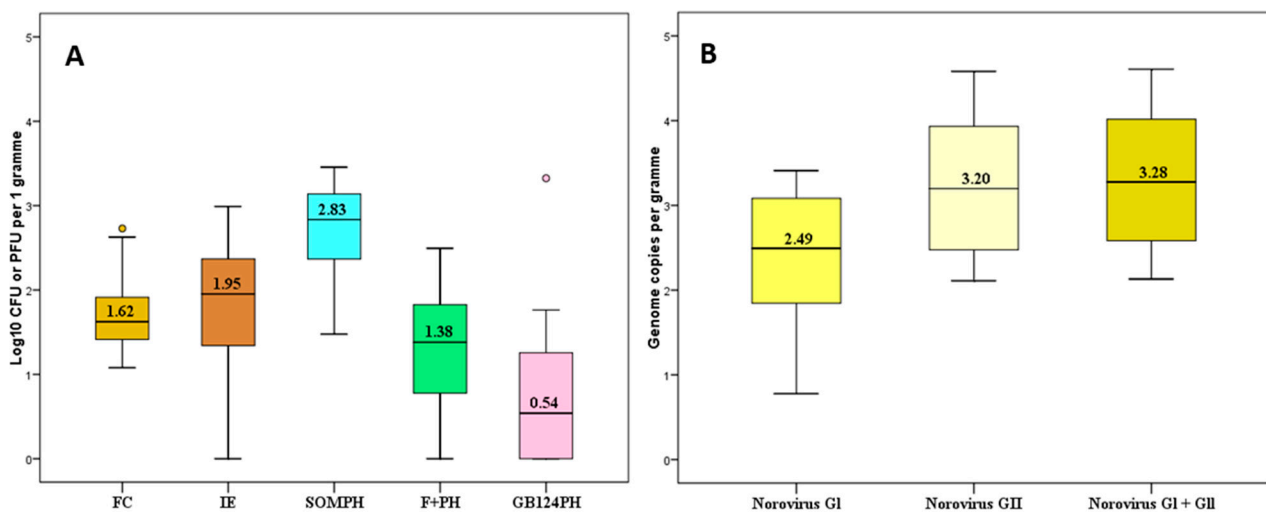 A
Log10 CFU or PFU per 1 gramme
5
4
3
2
1
0
1.62
1.95
2.83
1.38
0.54
FC
IE
SOMPH
F+PH
GB124PH
B
Genome copies per gramme
5
4
3
2
1
0
2.49
3.20
3.28
Norovirus GI
Norovirus GII
Norovirus GI + GII